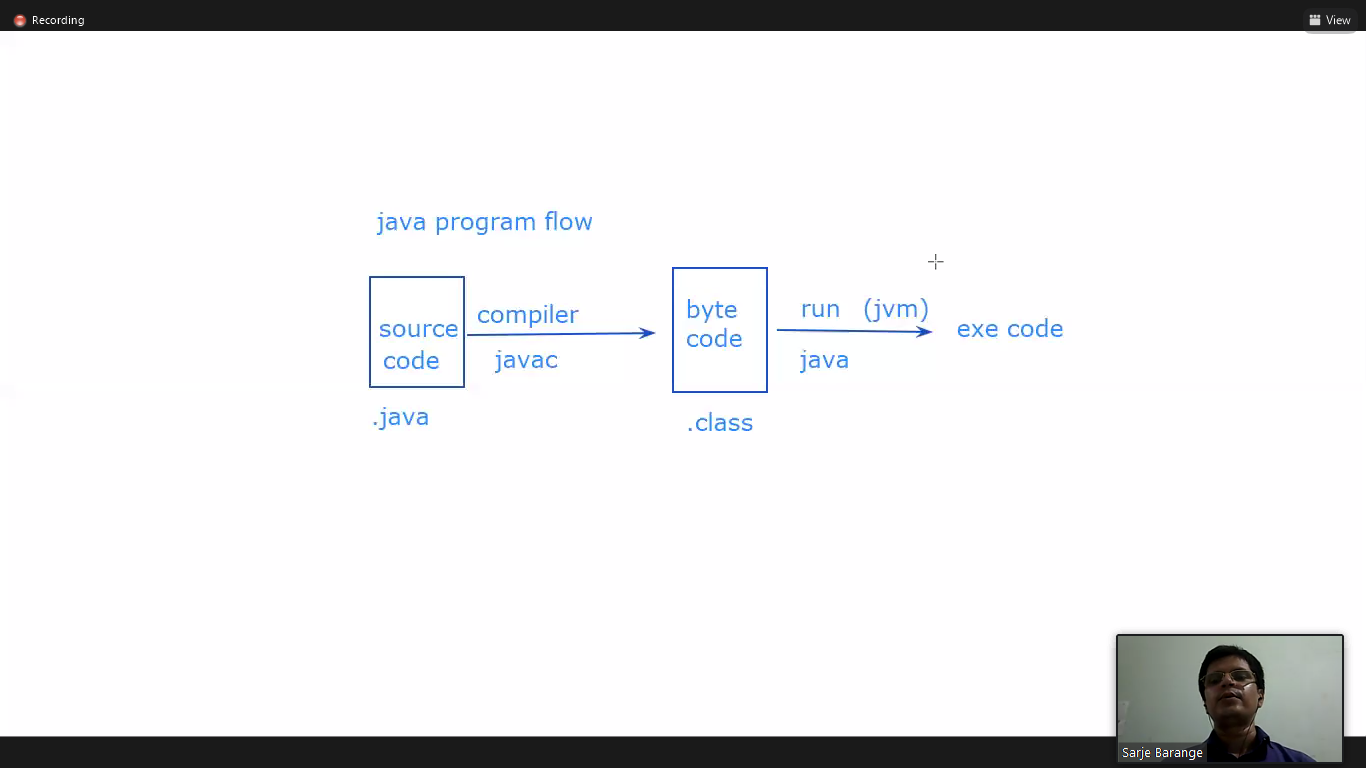 Recording
View
java program flow
source
code
compiler
javac
byte
code
run (jvm)
java
exe code
.java
.class
Sarje Barange